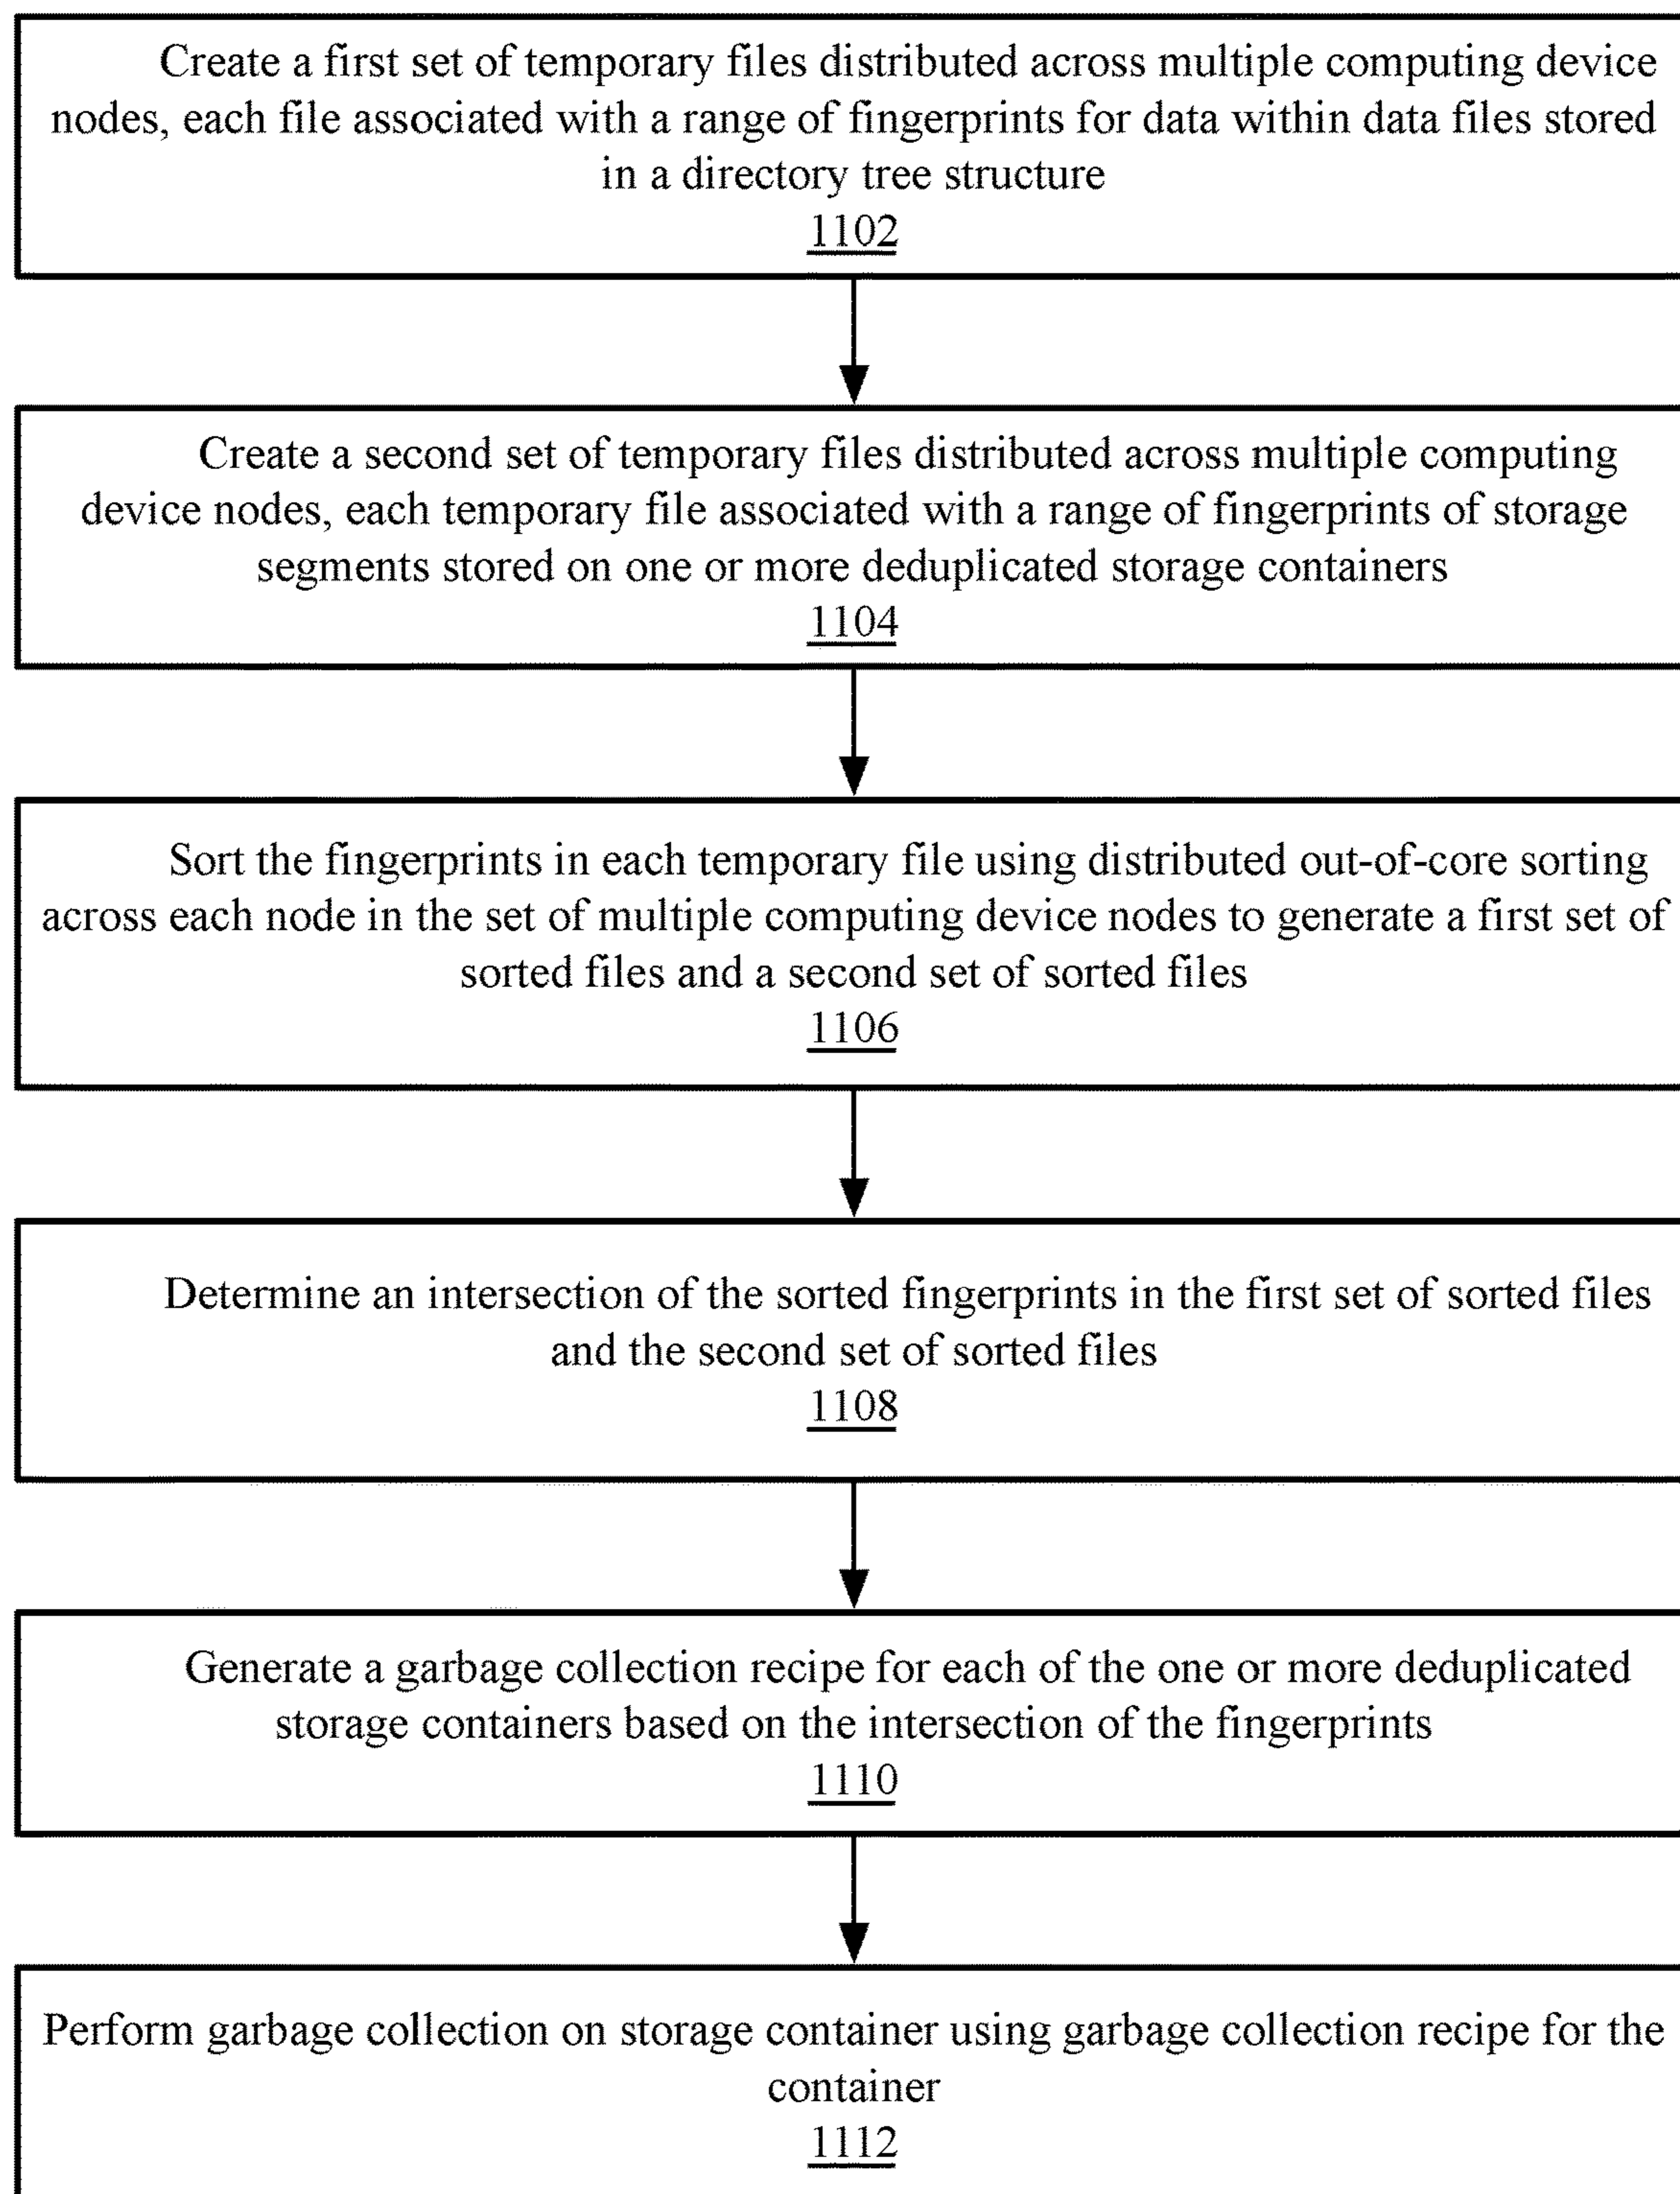 Create a first set of temporary files distributed across multiple computing device
nodes, each file associated with a range of fingerprints for data within data files stored
in a directory tree structure
1102
Create a second set of temporary files distributed across multiple computing
device nodes, each temporary file associated with a range of fingerprints of storage
segments stored on one or more deduplicated storage containers
1104
Sort the fingerprints in each temporary file using distributed out-of-core sorting
across each node in the set of multiple computing device nodes to generate a first set of
sorted files and a second set of sorted files
1106
Determine an intersection of the sorted fingerprints in the first set of sorted files
and the second set of sorted files
1108
Generate a garbage collection recipe for each of the one or more deduplicated
storage containers based on the intersection of the fingerprints
1110
Perform garbage collection on storage container using garbage collection recipe for the
container
1112